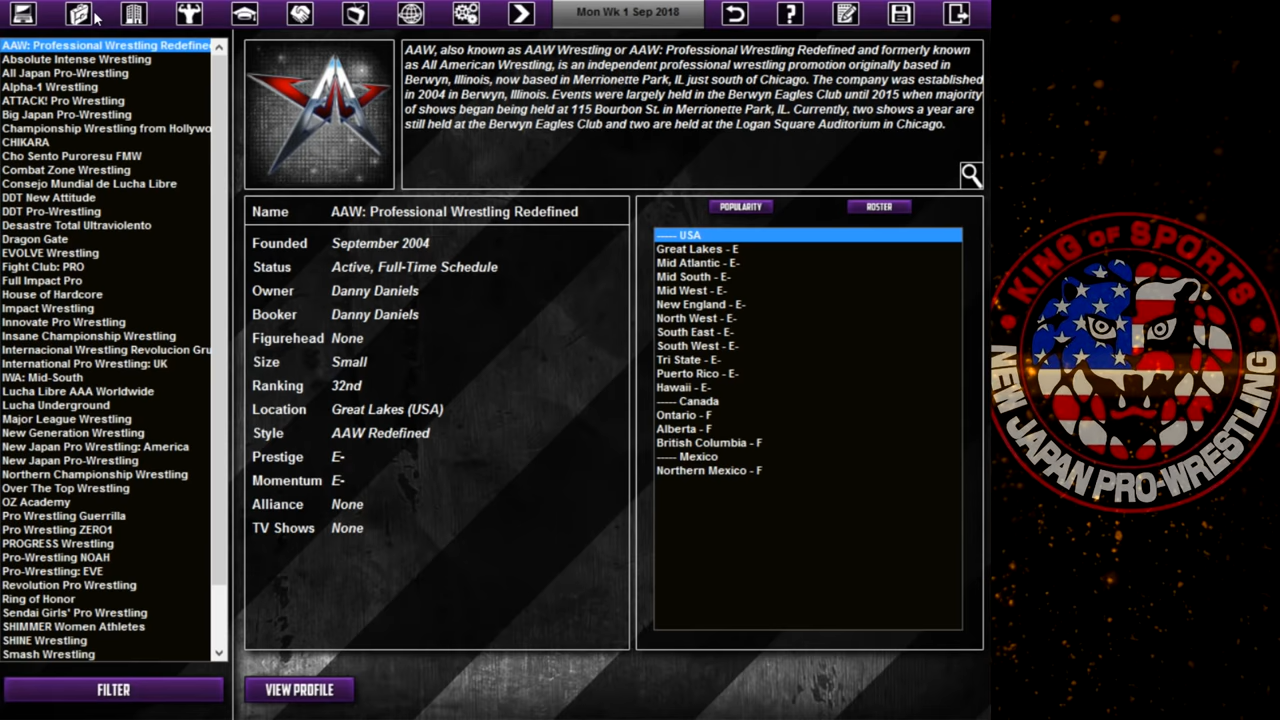 Mon Wk 1 Sep 2018
AAW: Professional Wrestling Redefine
Absolute Intense Wrestling
All Japan Pro-Wrestling
Alpha-1 Wrestling
ATTACK! Pro Wrestling
Big Japan Pro-Wrestling
Championship Wrestling from Hollywo
CHIKARA
Cho Sento Puroresu FMW
Combat Zone Wrestling
Consejo Mundial de Lucha Libre
DDT New Attitude
DDT Pro-Wrestling
Desastre Total Ultraviolento
Dragon Gate
EVOLVE Wrestling
Fight Club: PRO
Full Impact Pro
House of Hardcore
Impact Wrestling
Innovate Pro Wrestling
Insane Championship Wrestling
Internacional Wrestling Revolucion Gru
International Pro Wrestling: UK
IWA: Mid-South
Lucha Libre AAA Worldwide
Lucha Underground
Major League Wrestling
New Generation Wrestling
New Japan Pro Wrestling: America
New Japan Pro-Wrestling
Northern Championship Wrestling
Over The Top Wrestling
OZ Academy
Pro Wrestling Guerrilla
Pro Wrestling ZERO1
PROGRESS Wrestling
Pro-Wrestling NOAH
Pro-Wrestling: EVE
Revolution Pro Wrestling
Ring of Honor
Sendai Girls' Pro Wrestling
SHIMMER Women Athletes
SHINE Wrestling
Smash Wrestling
FILTER
AAW, also known as AAW Wrestling or AAW: Professional Wrestling Redefined and formerly known
as All American Wrestling, is an independent professional wrestling promotion originally based in
Berwyn, Illinois, now based in Merrionette Park, IL just south of Chicago. The company was established
in 2004 in Berwyn, Illinois. Events were largely held in the Berwyn Eagles Club until 2015 when majority
of shows began being held at 115 Bourbon St. in Merrionette Park, IL. Currently, two shows a year are
still held at the Berwyn Eagles Club and two are held at the Logan Square Auditorium in Chicago.
Name AAW: Professional Wrestling Redefined
Founded September 2004
Status Active, Full-Time Schedule
Owner Danny Daniels
Booker Danny Daniels
Figurehead None
Size Small
Ranking 32nd
Location Great Lakes (USA)
Style AAW Redefined
Prestige E-
Momentum E-
Alliance None
TV Shows None
VIEW PROFILE
POPULARITY ROSTER
----- USA
Great Lakes - E
Mid Atlantic - E-
Mid South - E-
Mid West - E-
New England - E-
North West - E-
South East - E-
South West - E-
Tri State - E-
Puerto Rico - E-
Hawaii - E-
----- Canada
Ontario - F
Alberta - F
British Columbia - F
----- Mexico
Northern Mexico - F
KING OF SPORTS
NEW JAPAN PRO-WRESTLING